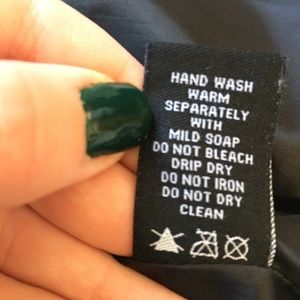 HAND WASH
WARM
SEPARATELY
WITH
MILD SOAP
DO NOT BLEACH
DRIP DRY
DO NOT IRON
DO NOT DRY
CLEAN